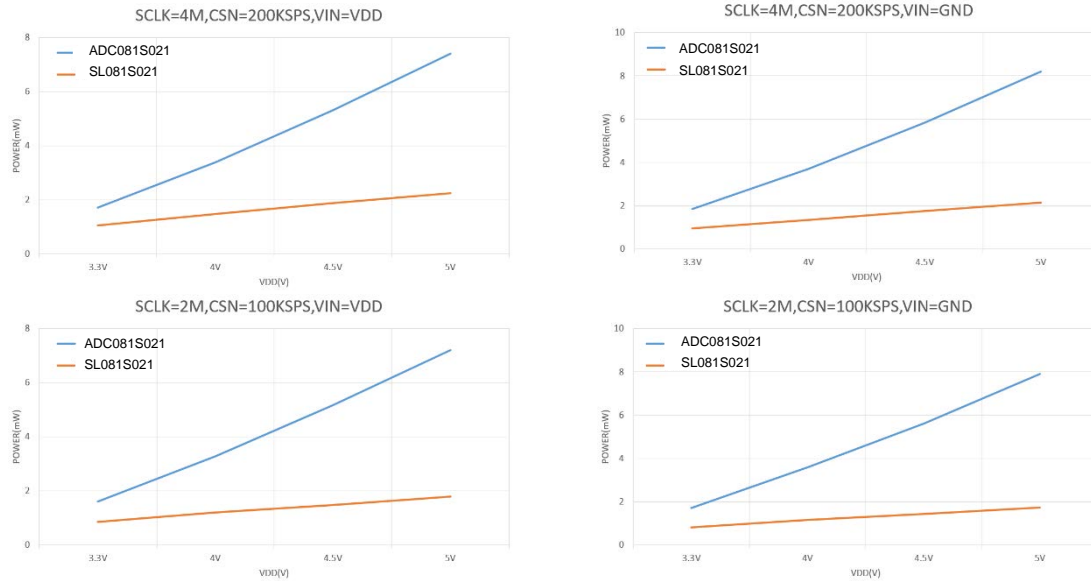 SCLK=4M,CSN=200KSPS,VIN=VDD
8
ADC081S021
SL081S021
6
POWER(mW)
4
2
0
3.3V 4V 4.5V 5V
VDD(V)
SCLK=4M,CSN=200KSPS,VIN=GND
10
ADC081S021
8
SL081S021
6
POWER(mW)
4
2
0
3.3V 4V 4.5V 5V
VDD(V)
SCLK=2M,CSN=100KSPS,VIN=VDD
8
ADC081S021
SL081S021
6
POWER(mW)
4
2
0
3.3V 4V 4.5V 5V
VDD(V)
SCLK=2M,CSN=100KSPS,VIN=GND
10
ADC081S021
SL081S021
8
6
POWER(mW)
4
2
0
3.3V 4V 4.5V 5V
VDD(V)